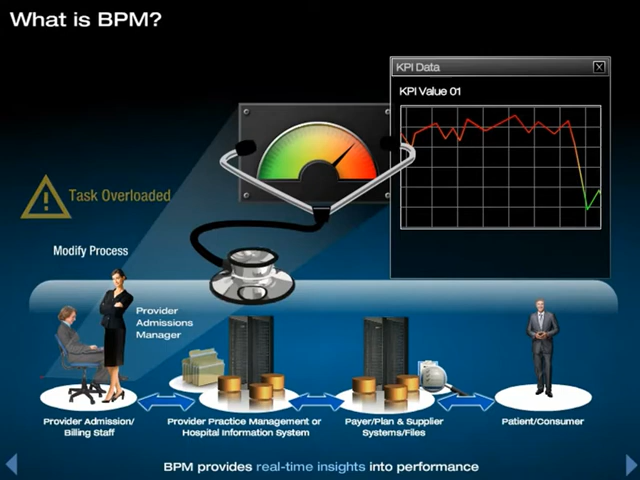 What is BPM?
KPI Data
KPI Value 01
Task Overloaded
Modify Process
Provider
Admissions
Manager
Provider Admission/
Billing Staff
Provider Practice Management or
Hospital Information System
Payer/Plan & Supplier
Systems/Files
Patient/Consumer
BPM provides real-time insights into performance